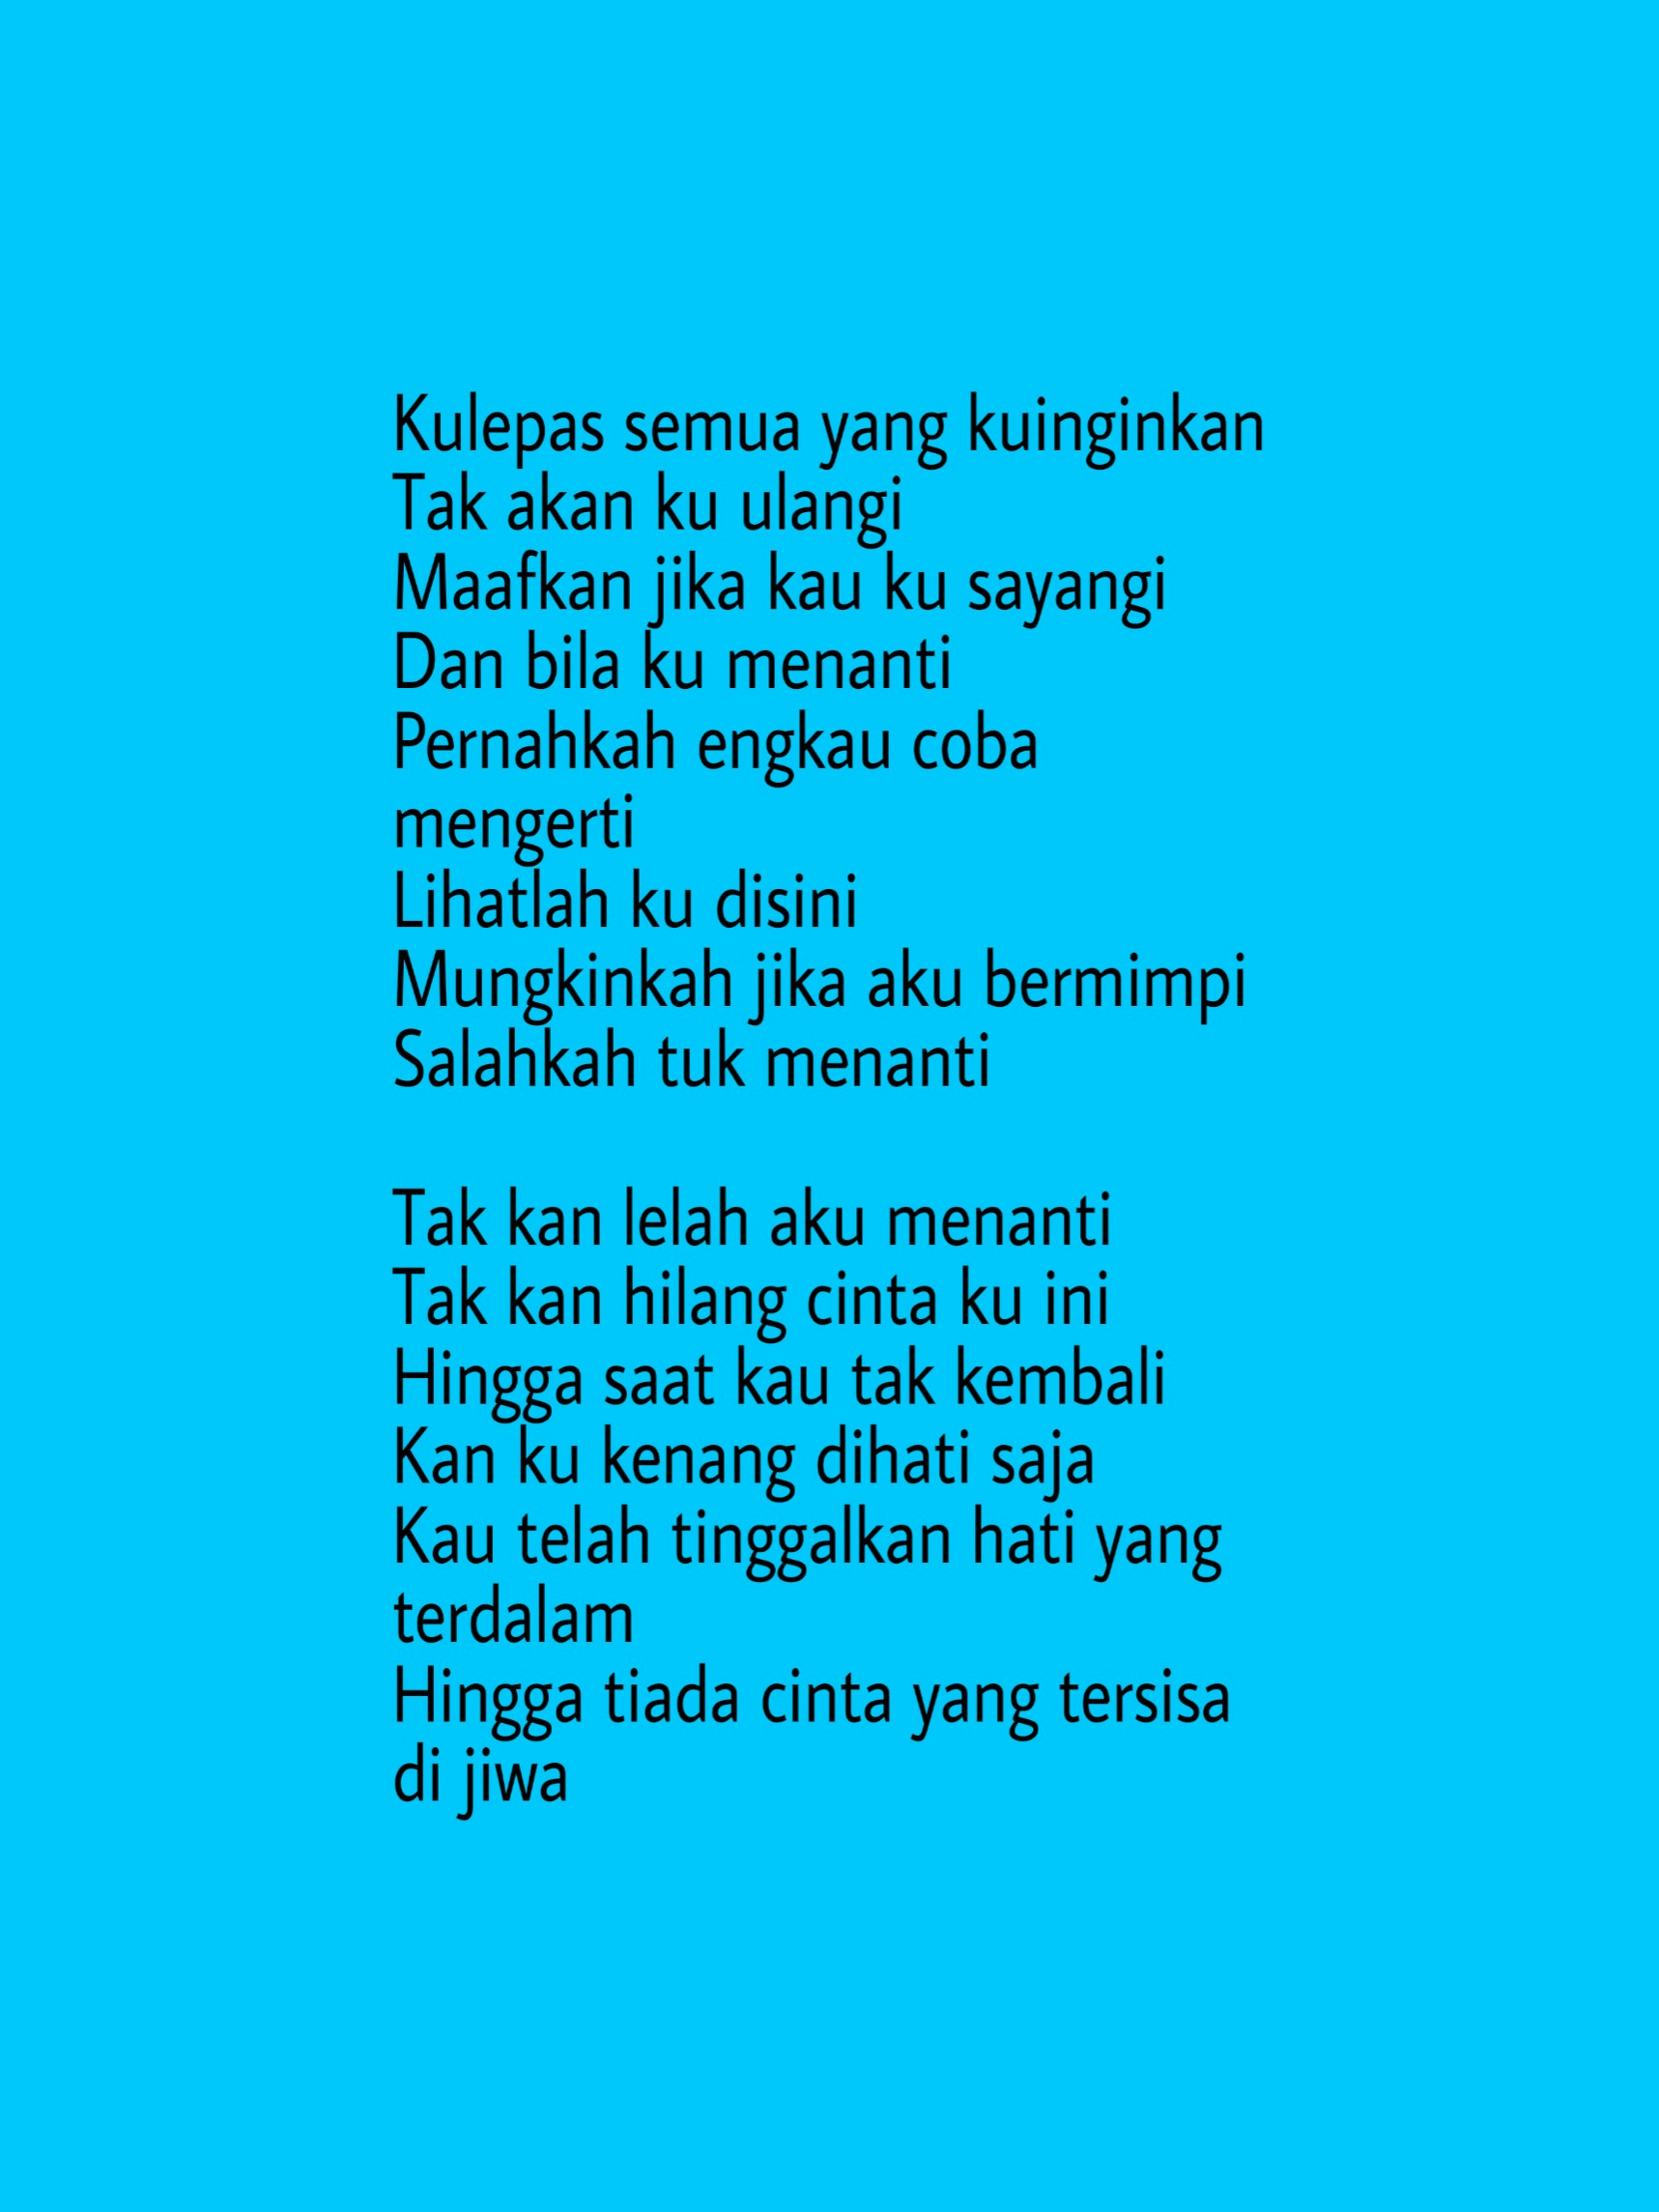 Kulepas semua yang kuinginkan
Tak akan ku ulangi
Maafkan jika kau ku sayangi
Dan bila ku menanti
Pernahkah engkau coba
mengerti
Lihatlah ku disini
Mungkinkah jika aku bermimpi
Salahkah tuk menanti

Tak kan lelah aku menanti
Tak kan hilang cinta ku ini
Hingga saat kau tak kembali
Kan ku kenang dihati saja
Kau telah tinggalkan hati yang
terdalam
Hingga tiada cinta yang tersisa
di jiwa